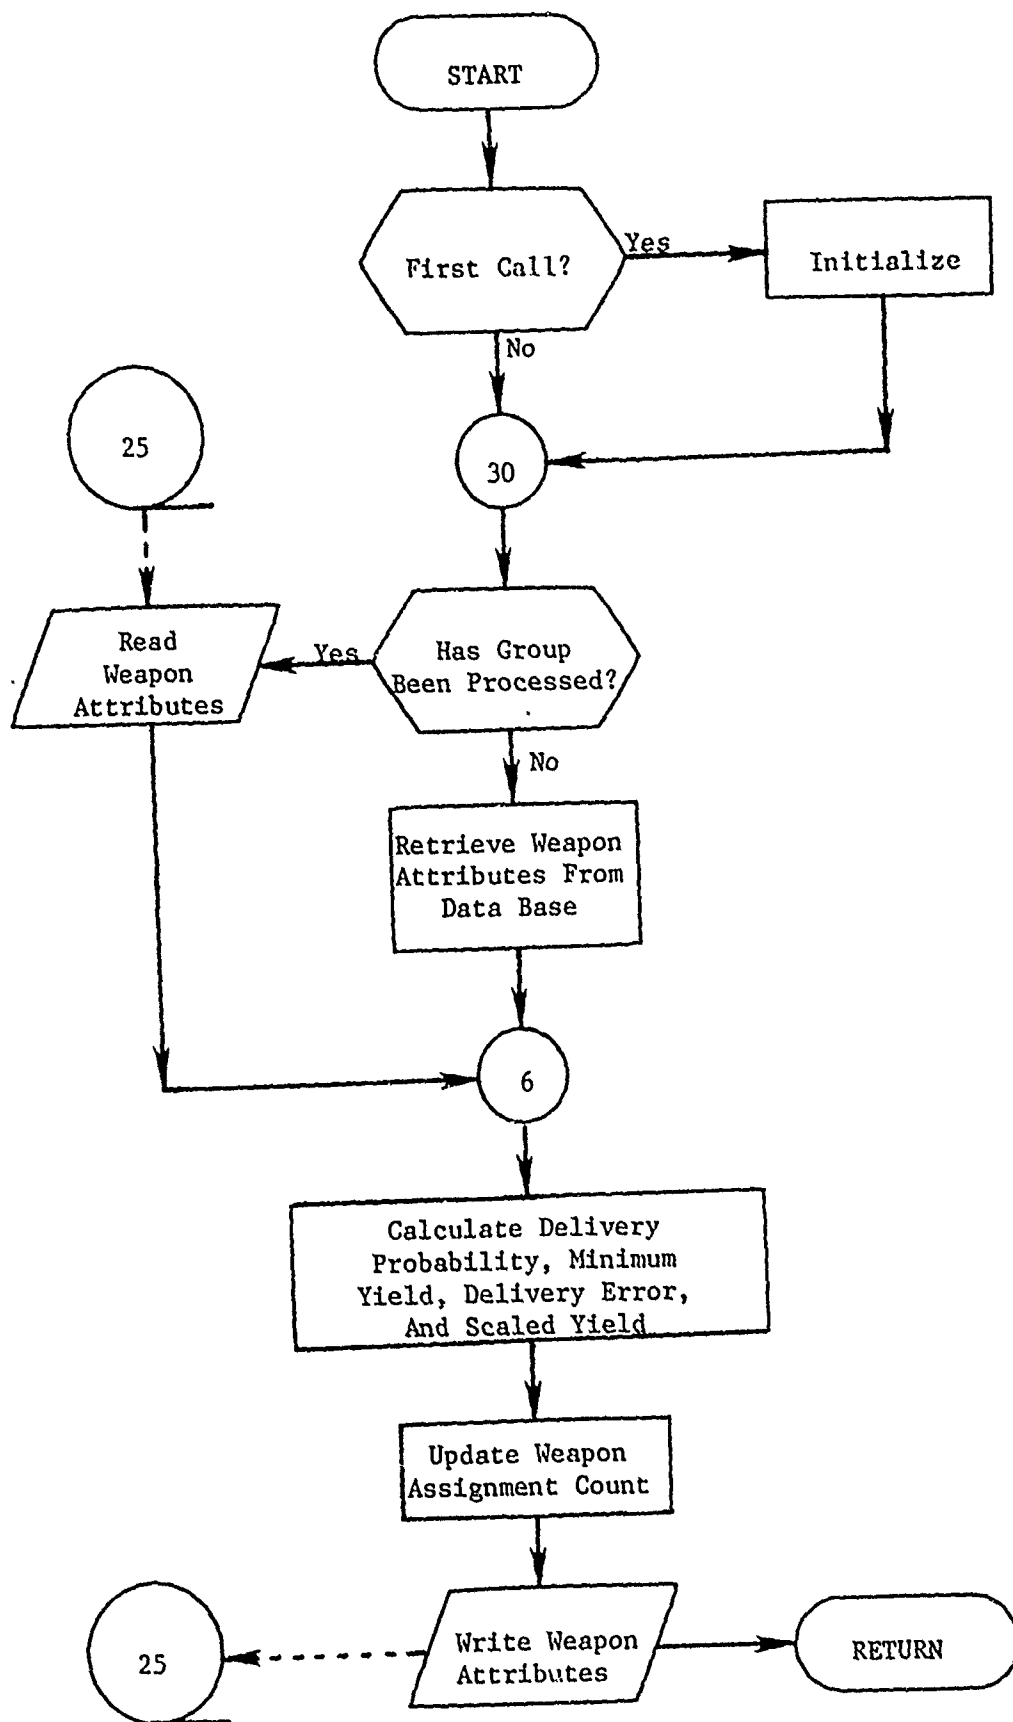 START
First Call?
Yes
Initialize
No
25
30
Read
Weapon
Attributes
Yes
Has Group
Been Processed?
No
Retrieve Weapon
Attributes From
Data Base
6
Calculate Delivery
Probability, Minimum
Yield, Delivery Error,
And Scaled Yield
Update Weapon
Assignment Count
25
Write Weapon
Attributes
RETURN